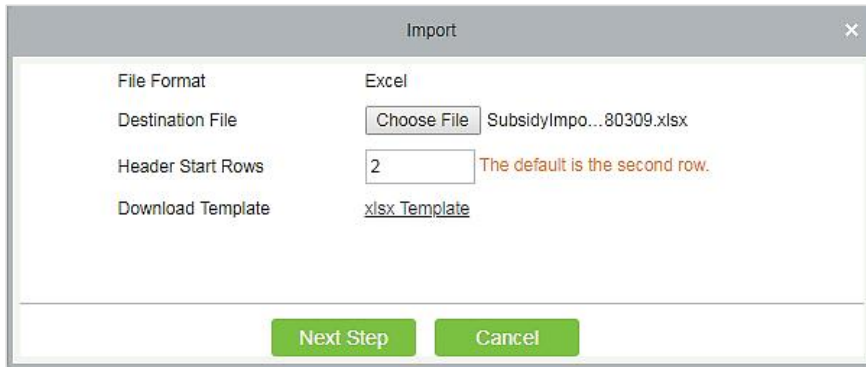 Import
File Format Excel
Destination File Choose File SubsidyImpo...80309.xlsx
Header Start Rows 2 The default is the second row.
Download Template xlsx Template
Next Step Cancel